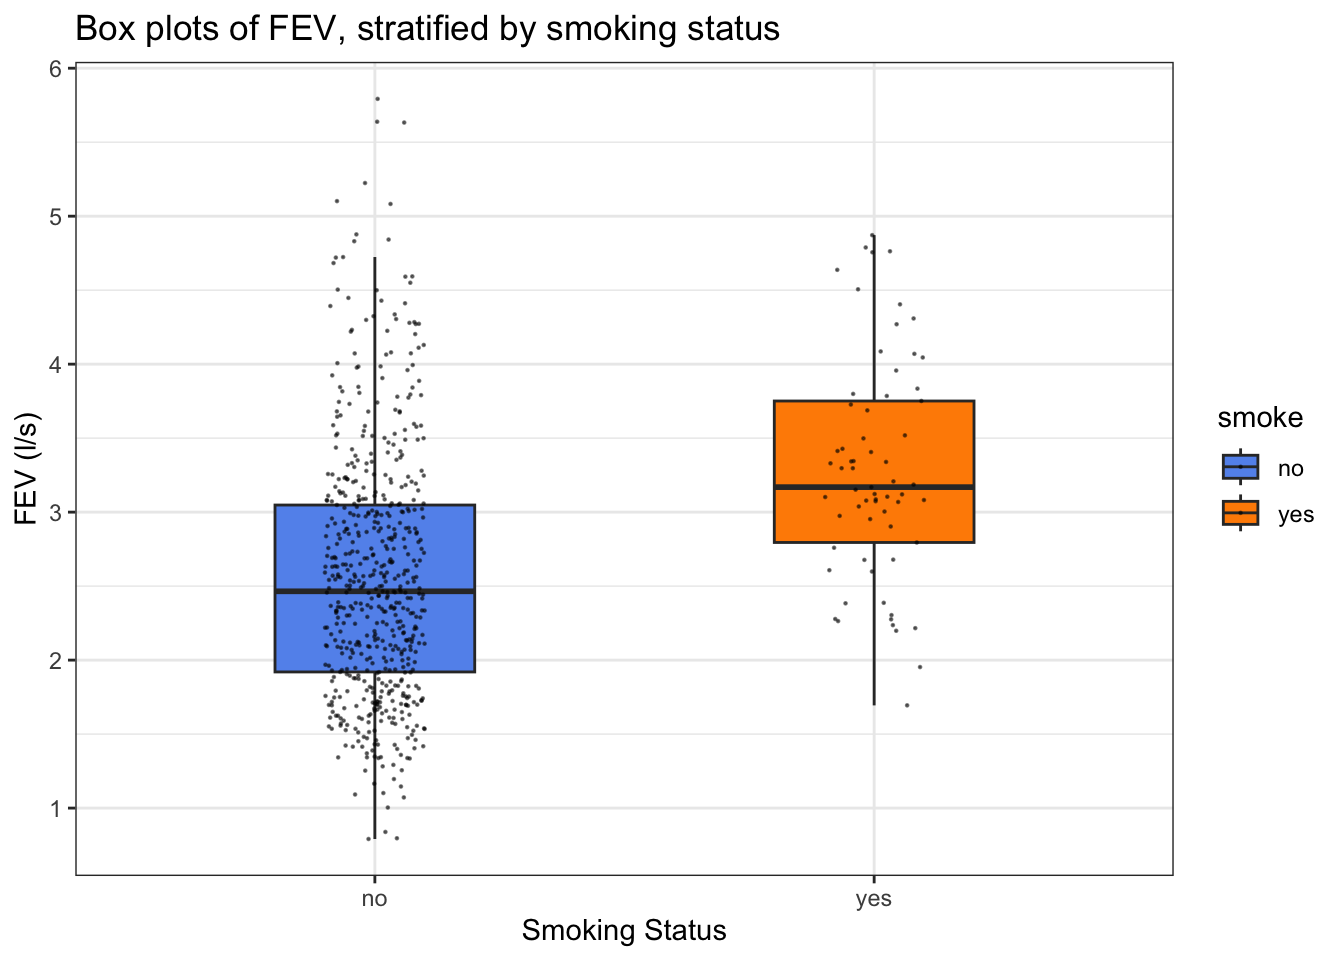 Box plots of FEV, stratified by smoking status
6
5
4
3
2
1
FEV (l/s)
no
yes
Smoking Status
smoke
no
yes